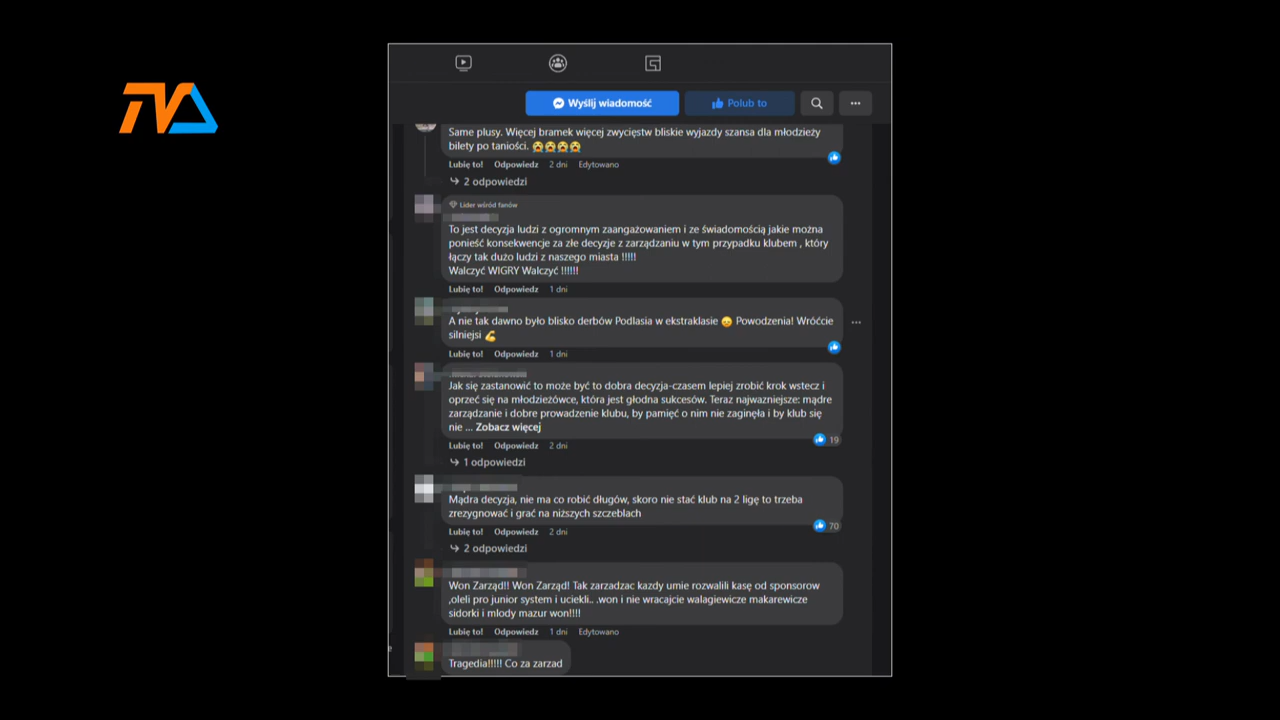 TVA
Wyślij wiadomość
Polub to
Same plusy. Więcej bramek więcej zwycięstw bliskie wyjazdy szansa dla młodzieży
bilety po taniości. 😭😭😭😭
Lubię to! Odpowiedz 2 dni Edytowano
2 odpowiedzi
Lider wśród fanów
To jest decyzja ludzi z ogromnym zaangażowaniem i ze świadomością jakie można
ponieść konsekwencje za złe decyzje z zarządzaniu w tym przypadku klubem , który
łączy tak dużo ludzi z naszego miasta !!!!!
Walczyć WIGRY Walczyć !!!!!!
Lubię to! Odpowiedz 1 dni
A nie tak dawno było blisko derbów Podlasia w ekstraklasie 😞 Powodzenia! Wróćcie
silniejsi 💪
Lubię to! Odpowiedz 1 dni
Jak się zastanowić to może być to dobra decyzja-czasem lepiej zrobić krok wstecz i
oprzeć się na młodzieżówce, która jest głodna sukcesów. Teraz najwazniejsze: mądre
zarządzanie i dobre prowadzenie klubu, by pamięć o nim nie zaginęła i by klub się
nie ... Zobacz więcej
19
Lubię to! Odpowiedz 2 dni
1 odpowiedzi
Mądra decyzja, nie ma co robić długów, skoro nie stać klub na 2 ligę to trzeba
zrezygnować i grać na niższych szczeblach
70
Lubię to! Odpowiedz 2 dni
2 odpowiedzi
Won Zarząd!! Won Zarząd! Tak zarzadzac kazdy umie rozwalili kasę od sponsorow
,oleli pro junior system i uciekli.. .won i nie wracajcie walagiewicze makarewicze
sidorki i mlody mazur won!!!!
Lubię to! Odpowiedz 1 dni Edytowano
Tragedia!!!!! Co za zarzad